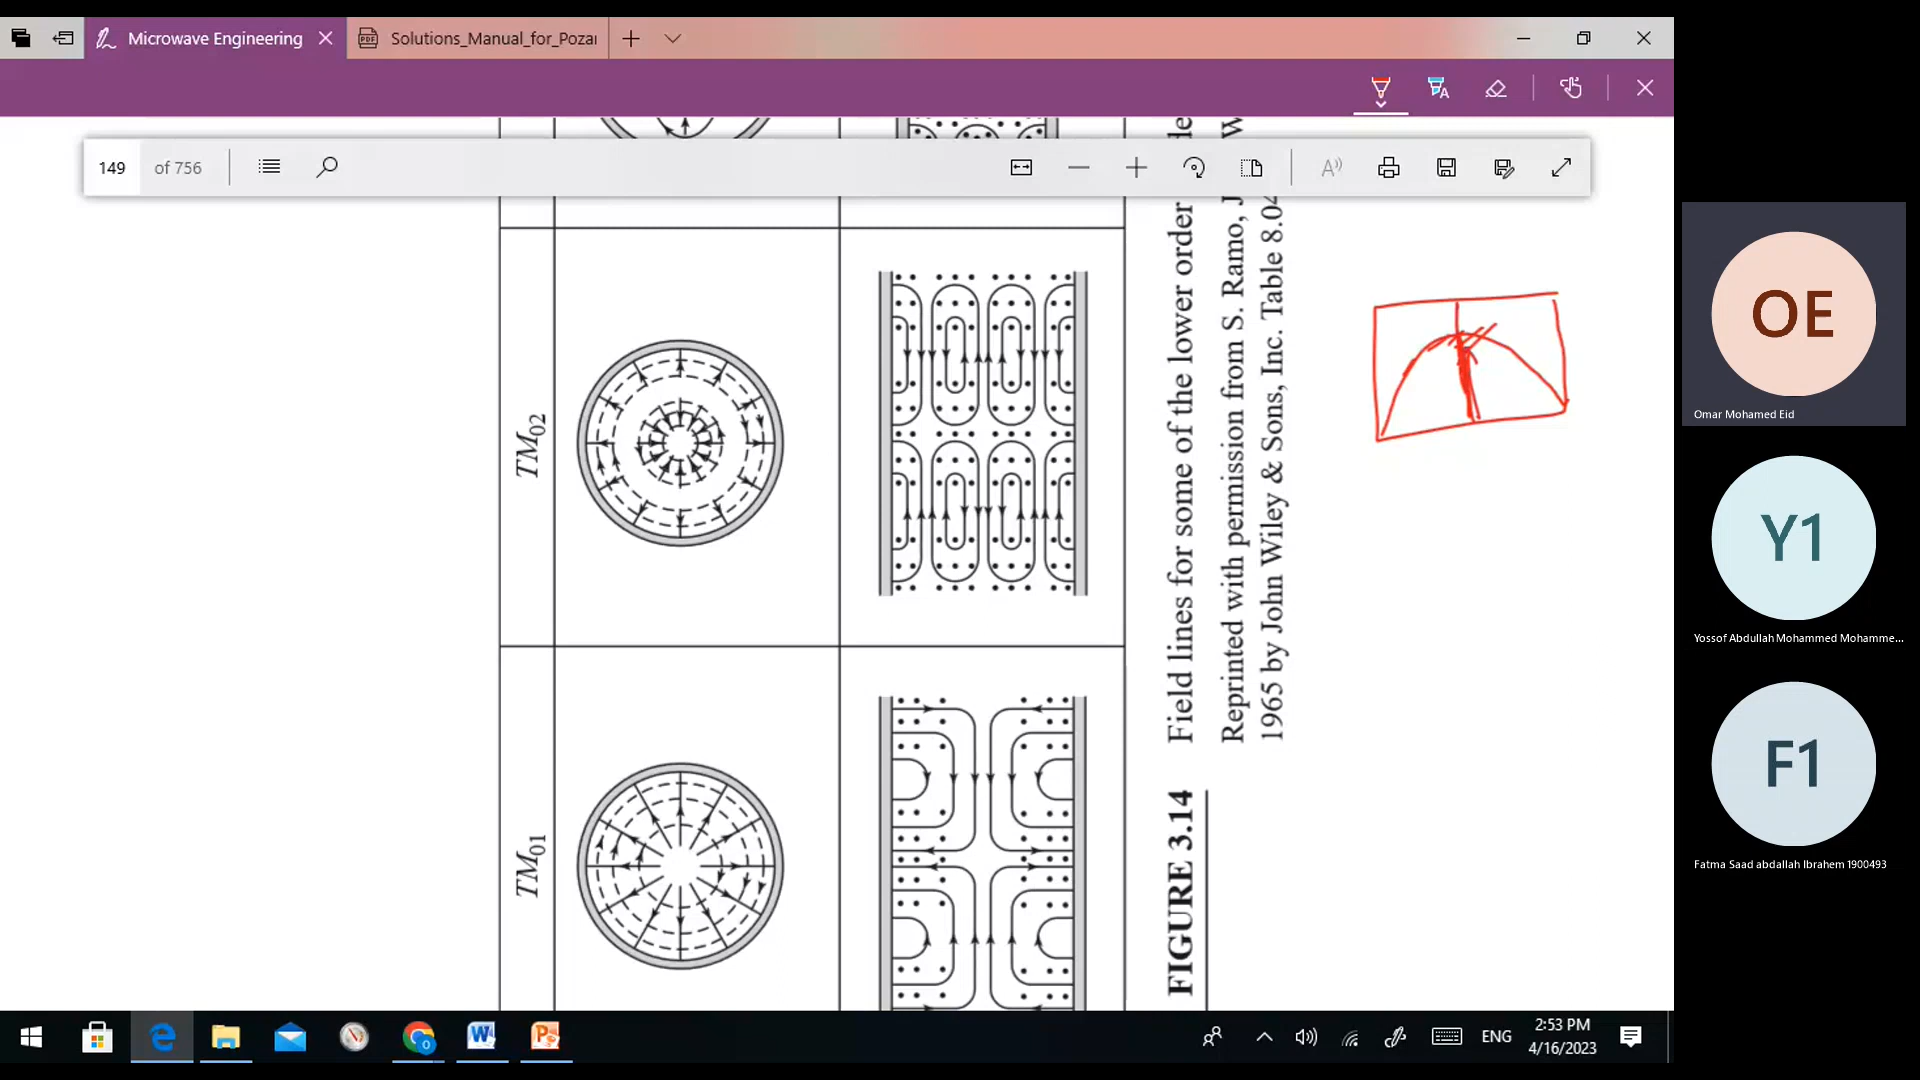 Microwave Engineering
Solutions_Manual_for_Poza
149 of 756
TM02
TM01
FIGURE 3.14 Field lines for some of the lower order
Reprinted with permission from S. Ramo, J
1965 by John Wiley & Sons, Inc. Table 8.04
OE
Omar Mohamed Eid
Y1
Yossof Abdullah Mohammed Mohamme...
F1
Fatma Saad abdallah Ibrahem 1900493
ENG
2:53 PM
4/16/2023